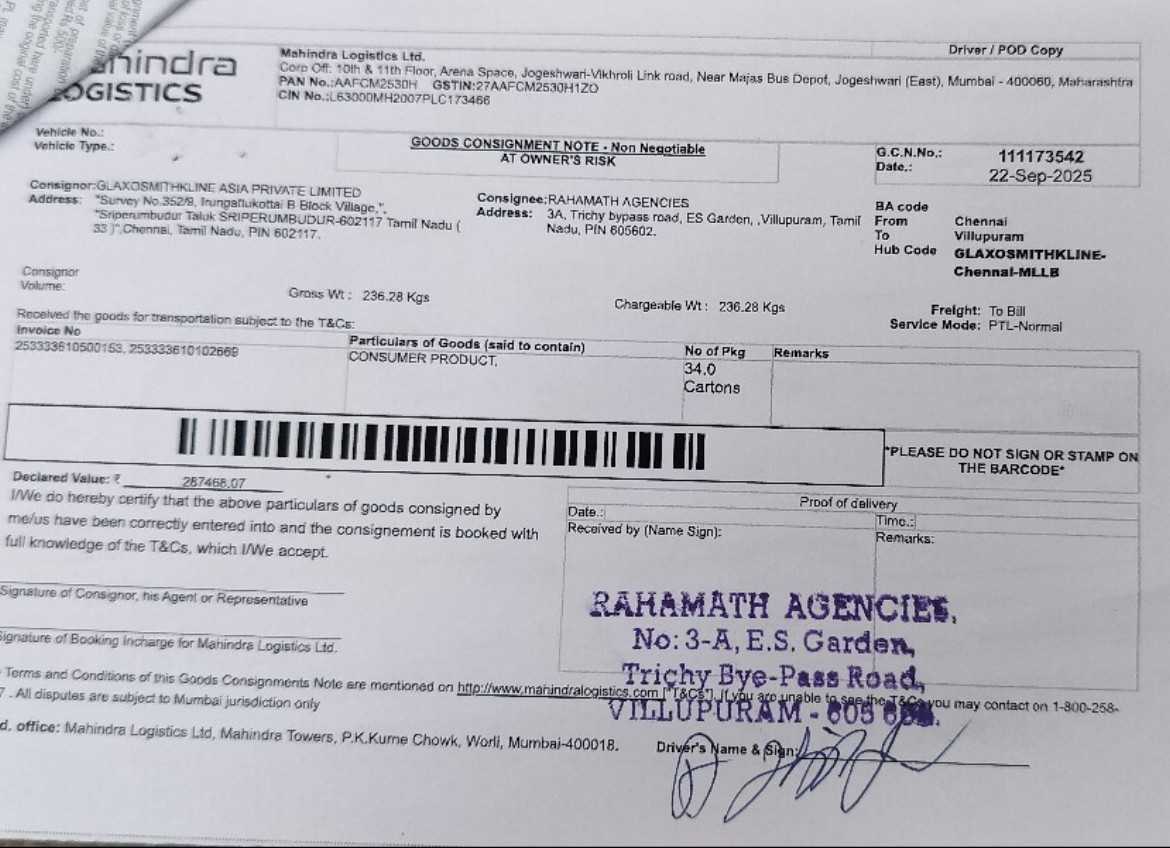 mahindra
LOGISTICS
Driver / POD Copy
Mahindra Logistics Ltd.
Corp Off: 10th & 11th Floor, Arena Space, Jogeshwari-Vikhroli Link road, Near Majas Bus Depot, Jogeshwari (East), Mumbai - 400060, Maharashtra
PAN No.:AAFCM2530H GSTIN:27AAFCM2530H1ZO
CIN No.:L63000MH2007PLC173466
Vehicle No.:
Vehicle Type.:
GOODS CONSIGNMENT NOTE - Non Negotiable
AT OWNER'S RISK
G.C.N.No.: 111173542
Date.: 22-Sep-2025
Consignor:GLAXOSMITHKLINE ASIA PRIVATE LIMITED
Address: "Survey No.352/9, Irungattukottai B Block Village,",
"Sriperumbudur Taluk SRIPERUMBUDUR-602117 Tamil Nadu (
33 )",Chennai, Tamil Nadu, PIN 602117.
Consignee:RAHAMATH AGENCIES
Address: 3A, Trichy bypass road, ES Garden, ,Villupuram, Tamil
Nadu, PIN 605602.
BA code
From Chennai
To Villupuram
Hub Code GLAXOSMITHKLINE-
Chennai-MLLB
Consignor
Volume:
Gross Wt : 236.28 Kgs
Chargeable Wt : 236.28 Kgs
Freight: To Bill
Service Mode: PTL-Normal
Received the goods for transportation subject to the T&Cs:
Invoice No Particulars of Goods (said to contain) No of Pkg Remarks
253333610500153, 253333610102669 CONSUMER PRODUCT, 34.0
Cartons
*PLEASE DO NOT SIGN OR STAMP ON
THE BARCODE*
Declared Value: ₹ 287468.07
I/We do hereby certify that the above particulars of goods consigned by
me/us have been correctly entered into and the consignement is booked with
full knowledge of the T&Cs, which I/We accept.
Proof of delivery
Date.: Time.:
Received by (Name Sign): Remarks:
Signature of Consignor, his Agent or Representative
Signature of Booking Incharge for Mahindra Logistics Ltd.
RAHAMATH AGENCIES,
No: 3-A, E.S. Garden,
Trichy Bye-Pass Road,
VILLUPURAM - 605
Terms and Conditions of this Goods Consignments Note are mentioned on http://www.mahindralogistics.com ["T&Cs"). If you are unable to see the T&Cs you may contact on 1-800-258-
7 . All disputes are subject to Mumbai jurisdiction only
d. office: Mahindra Logistics Ltd, Mahindra Towers, P.K.Kurne Chowk, Worli, Mumbai-400018.
Driver's Name & Sign: